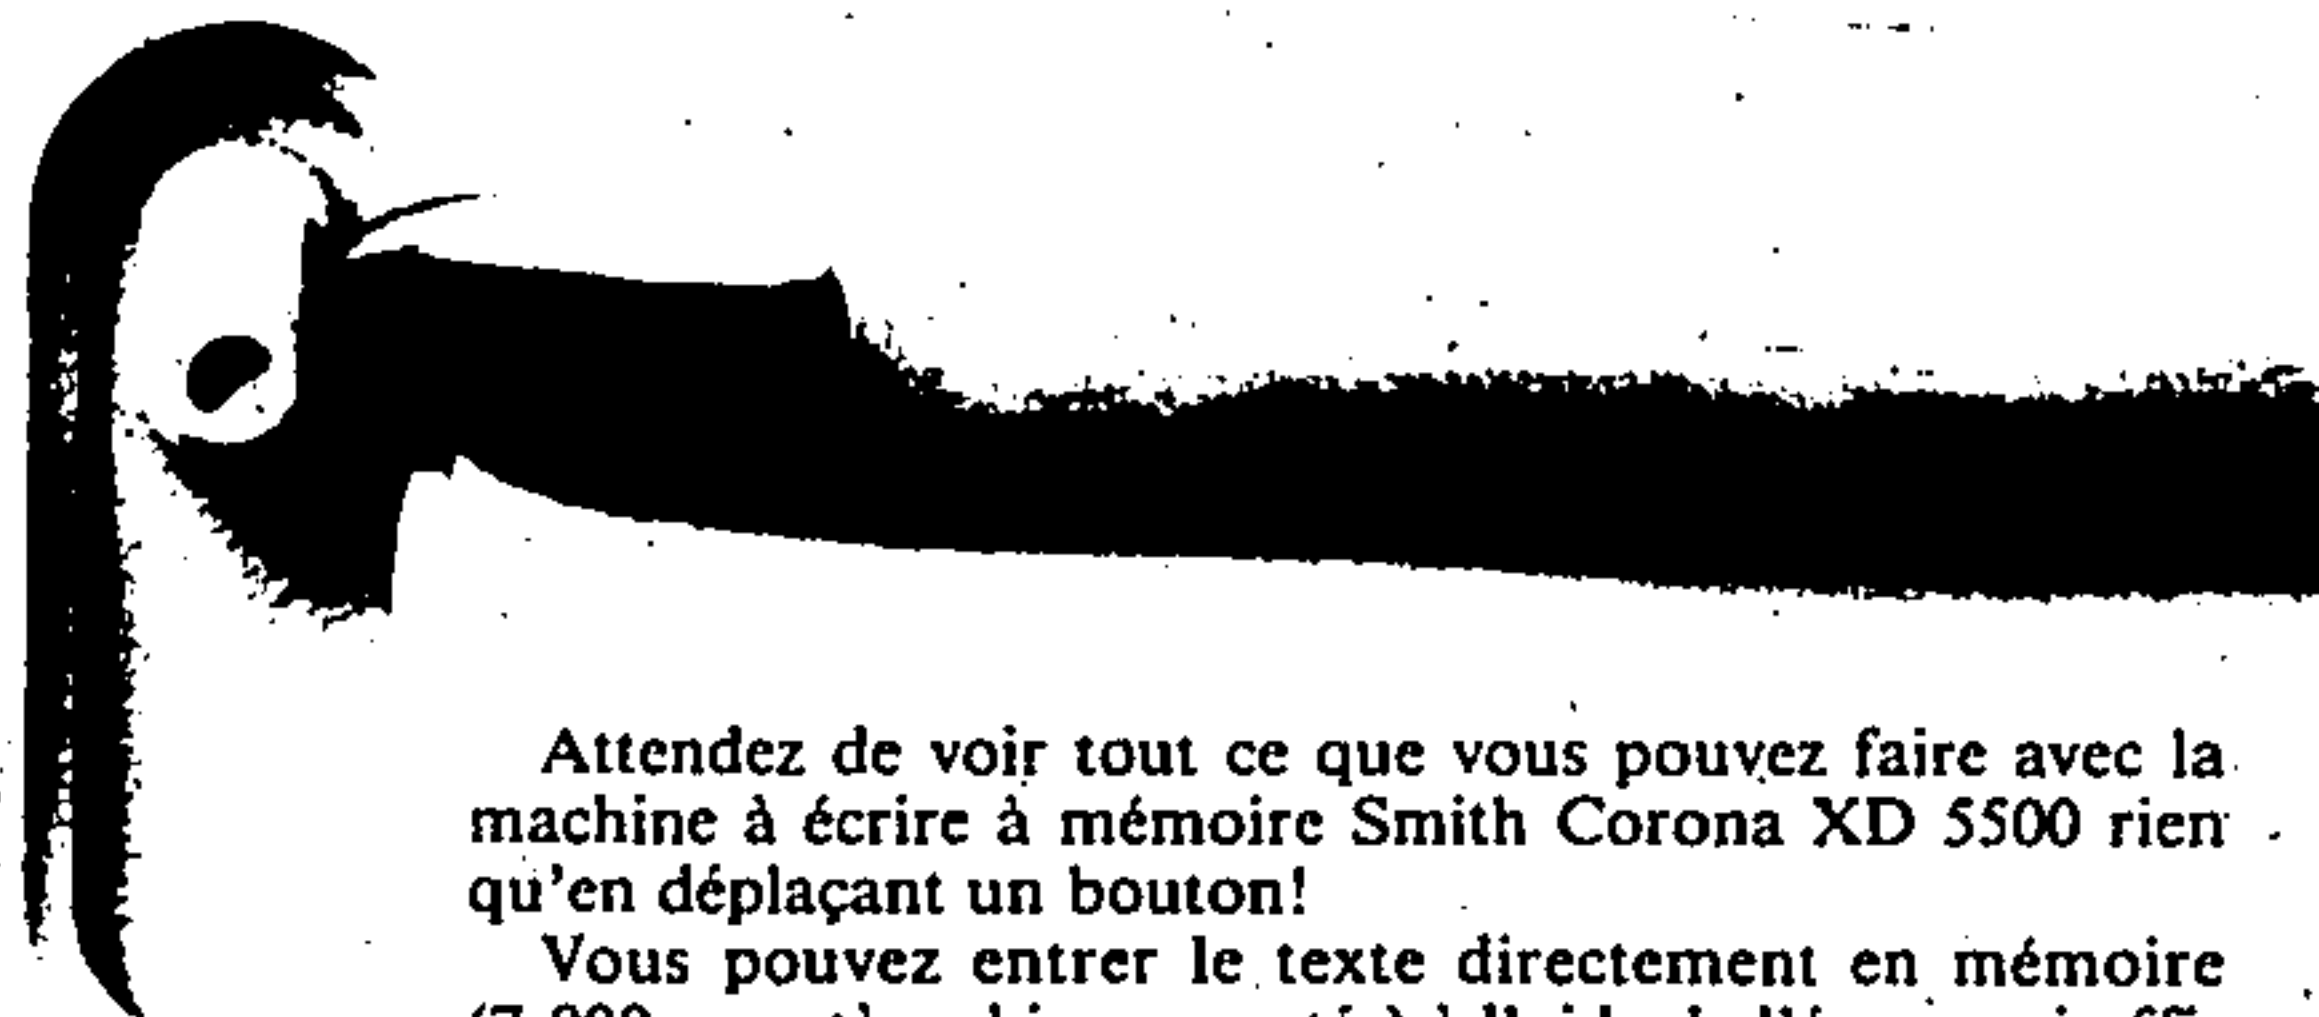 Attendez de voir tout ce que vous pouvez faire avec la
machine à écrire à mémoire Smith Corona XD 5500 rien
qu'en déplaçant un bouton!
Vous pouvez entrer le texte directement en mémoire